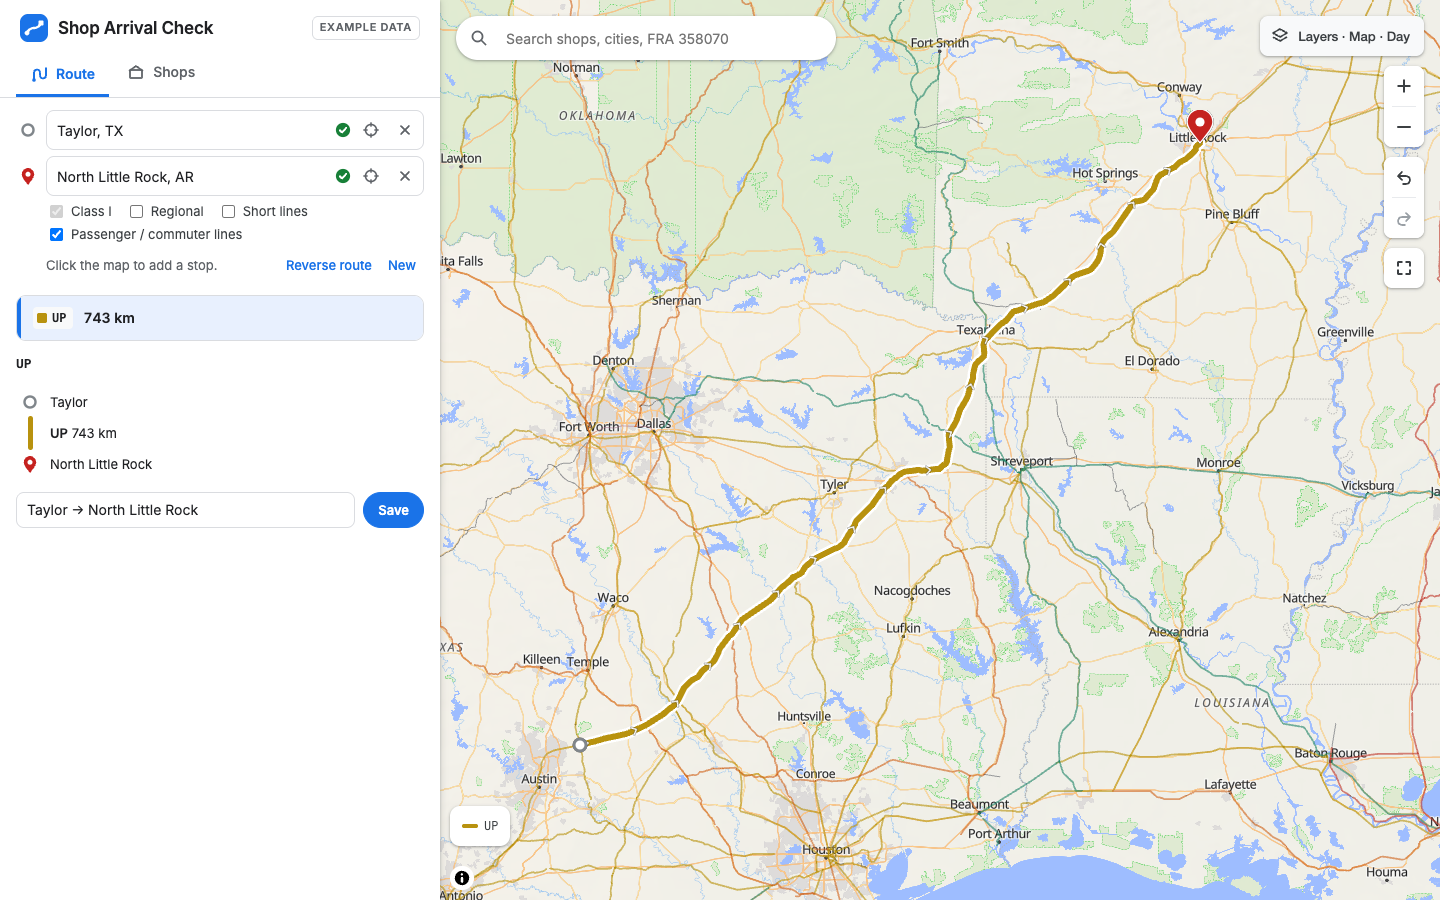 Shop Arrival Check
EXAMPLE DATA
Route
Shops
Taylor, TX
North Little Rock, AR
Class I
Regional
Short lines
Passenger / commuter lines
Click the map to add a stop.
Reverse route
New
UP
743 km
UP
Taylor
UP 743 km
North Little Rock
Taylor → North Little Rock
Save
Search shops, cities, FRA 358070
Layers · Map · Day
Fort Smith
Norman
Conway
OKLAHOMA
Little Rock
Lawton
Hot Springs
Pine Bluff
ita Falls
Sherman
Greenville
Denton
El Dorado
Fort Worth
Dallas
Shreveport
Monroe
Tyler
Vicksburg
Ja
Nacogdoches
Waco
Natchez
Lufkin
Alexandria
XAS
Killeen
Temple
LOUISIANA
Huntsville
Baton Rouge
Conroe
Austin
Lafayette
Beaumont
UP
Port Arthur
Houston
Houma
Antonio